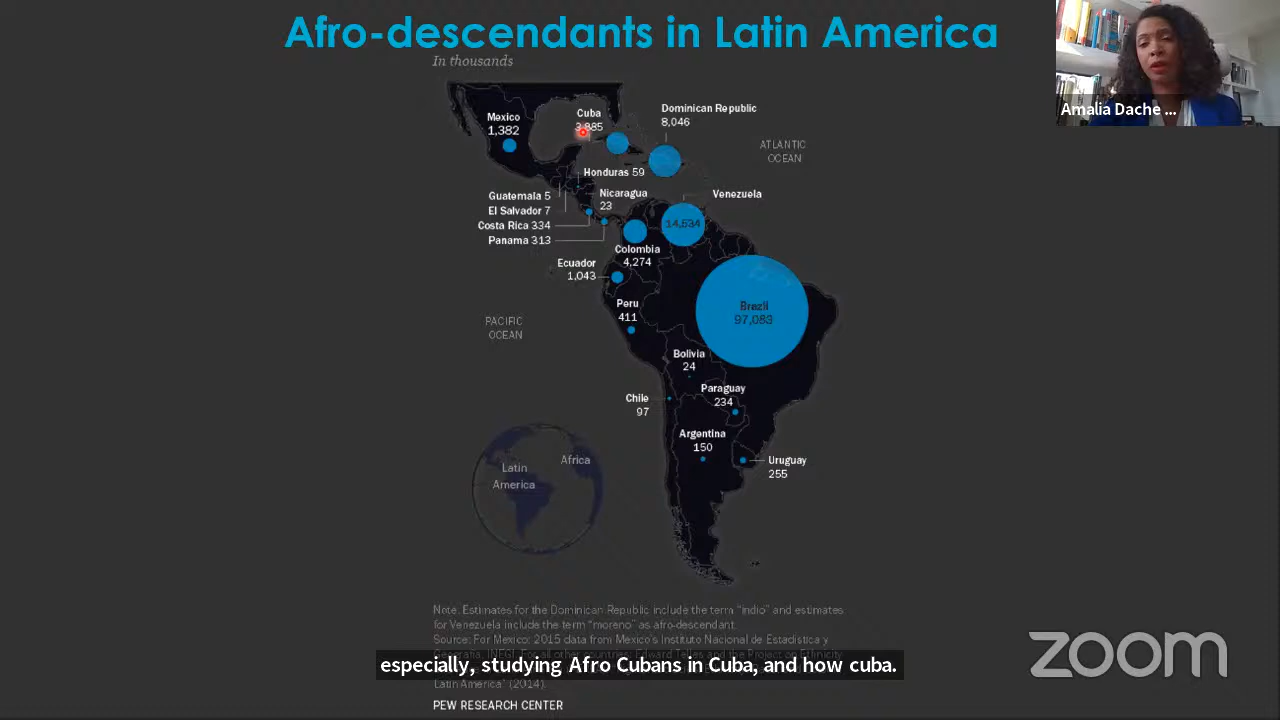 Afro-descendants in Latin America
In thousands
Amalia Dache ...
Mexico
1,382
Cuba
3,885
Dominican Republic
8,046
ATLANTIC
OCEAN
Honduras 59
Nicaragua
23
Guatemala 5
El Salvador 7
Costa Rica 334
Panama 313
Venezuela
14,534
Colombia
4,274
Ecuador
1,043
Peru
411
Brazil
97,083
PACIFIC
OCEAN
Bolivia
24
Paraguay
234
Chile
97
Argentina
150
Uruguay
255
Latin
America
Africa
Note: Estimates for the Dominican Republic include the term "indio" and estimates
for Venezuela include the term "moreno" as afro-descendant.
Source: For Mexico: 2015 data from Mexico's Instituto Nacional de Estadística y
especially, studying Afro Cubans in Cuba, and how cuba.
Latin America" (2014).
PEW RESEARCH CENTER
zoom